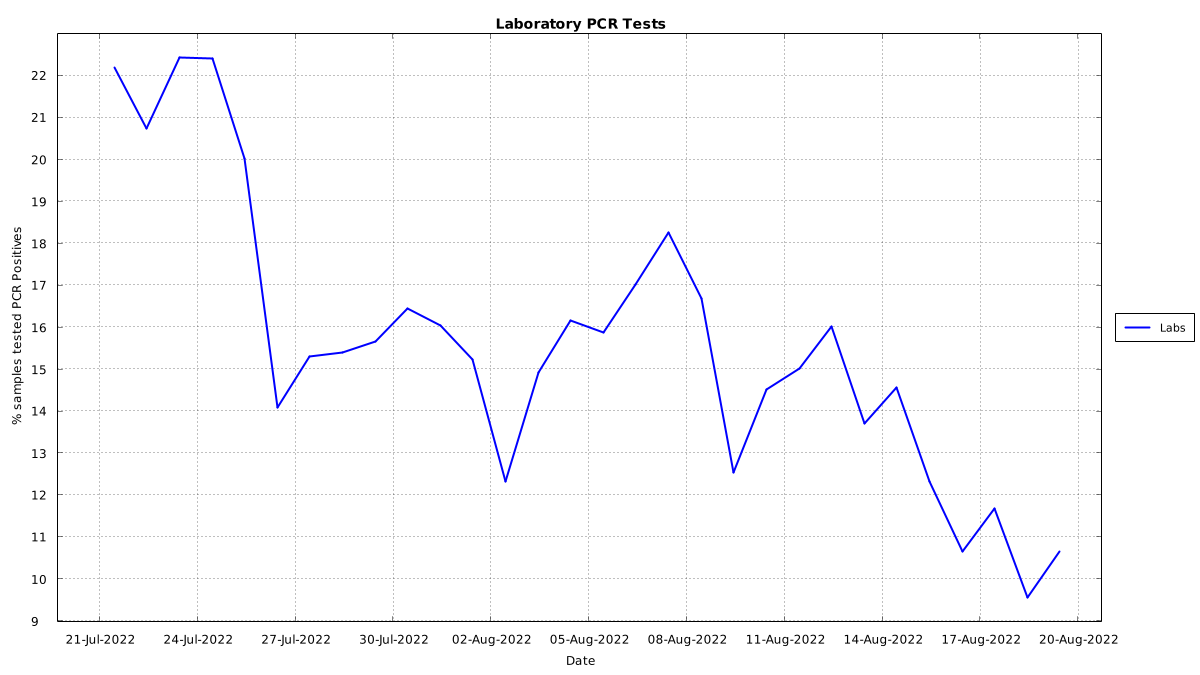 Laboratory PCR Tests
22
21
20
19
18
17
16
15
14
13
12
11
10
9
% samples tested PCR Positives
21-Jul-2022 24-Jul-2022 27-Jul-2022 30-Jul-2022 02-Aug-2022 05-Aug-2022 08-Aug-2022 11-Aug-2022 14-Aug-2022 17-Aug-2022 20-Aug-2022
Date
Labs